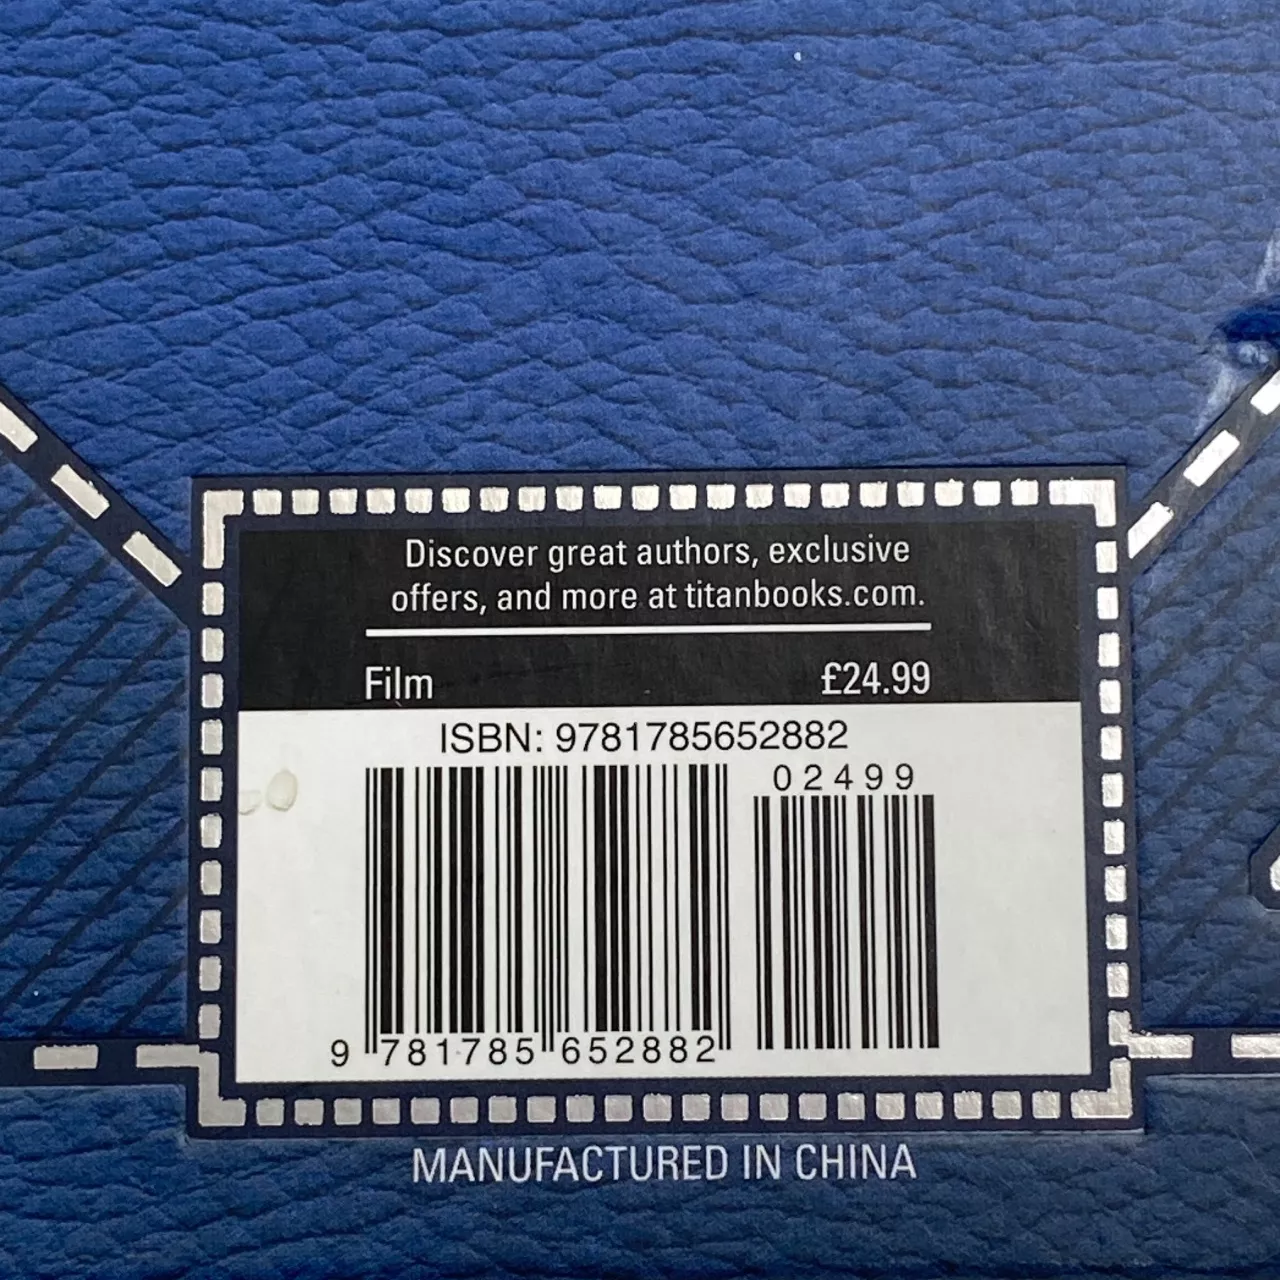 Discover great authors, exclusive
offers, and more at titanbooks.com.
Film £24.99
ISBN: 9781785652882
02499
9 781785 652882
MANUFACTURED IN CHINA